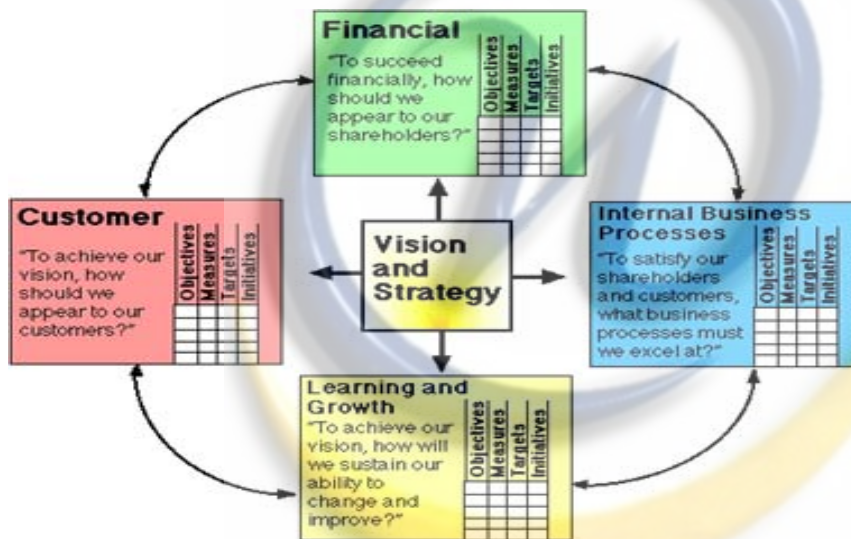 Financial
"To succeed
financially, how
should we
appear to our
shareholders?"
Objectives
Measures
Targets
Initiatives
Customer
"To achieve our
vision, how
should we
appear to our
customers?"
Objectives
Measures
Targets
Initiatives
Vision
and
Strategy
Internal Business
Processes
"To satisfy our
shareholders
and customers,
what business
processes must
we excel at?"
Objectives
Measures
Targets
Initiatives
Learning and
Growth
"To achieve our
vision, how will
we sustain our
ability to
change and
improve?"
Objectives
Measures
Targets
Initiatives